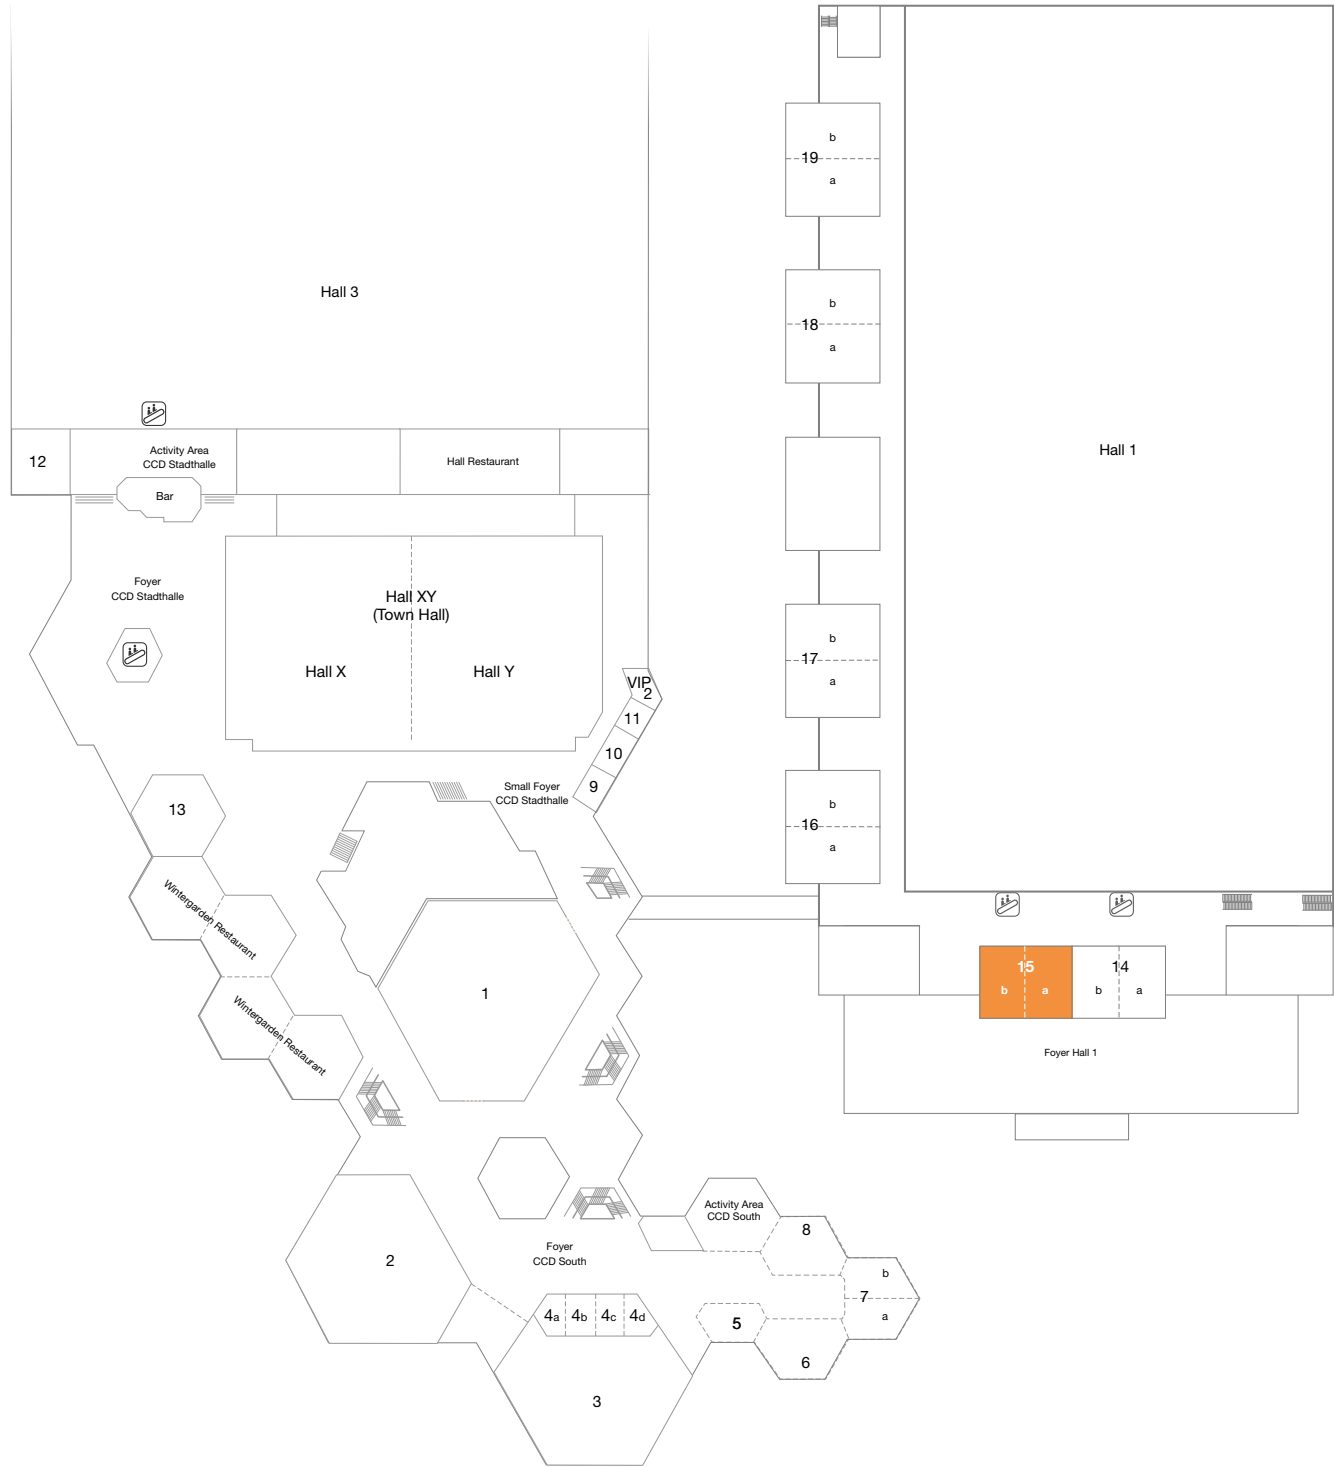 b
19
a
Hall 3
b
18
a
Hall 1
12
Activity Area
CCD Stadthalle
Hall Restaurant
Bar
Foyer
CCD Stadthalle
Hall XY
(Town Hall)
Hall X
Hall Y
b
17
a
VIP
2
11
10
9
Small Foyer
CCD Stadthalle
13
b
16
a
Wintergarden Restaurant
Wintergarden Restaurant
1
15
b a
14
b a
Foyer Hall 1
Activity Area
CCD South
8
2
Foyer
CCD South
b
7
a
4a 4b 4c 4d
5
6
3